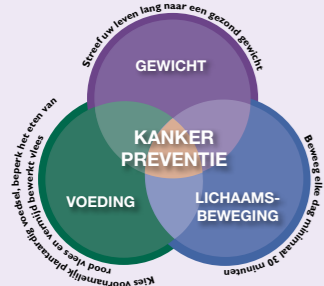 Streef uw leven lang naar een gezond gewicht
GEWICHT
KANKER
PREVENTIE
VOEDING
LICHAAMS-
BEWEGING
Beweeg elke dag minimaal 30 minuten
Kies voornamelijk plantaardig voedsel, beperk het eten van
rood vlees en vermijd bewerkt vlees